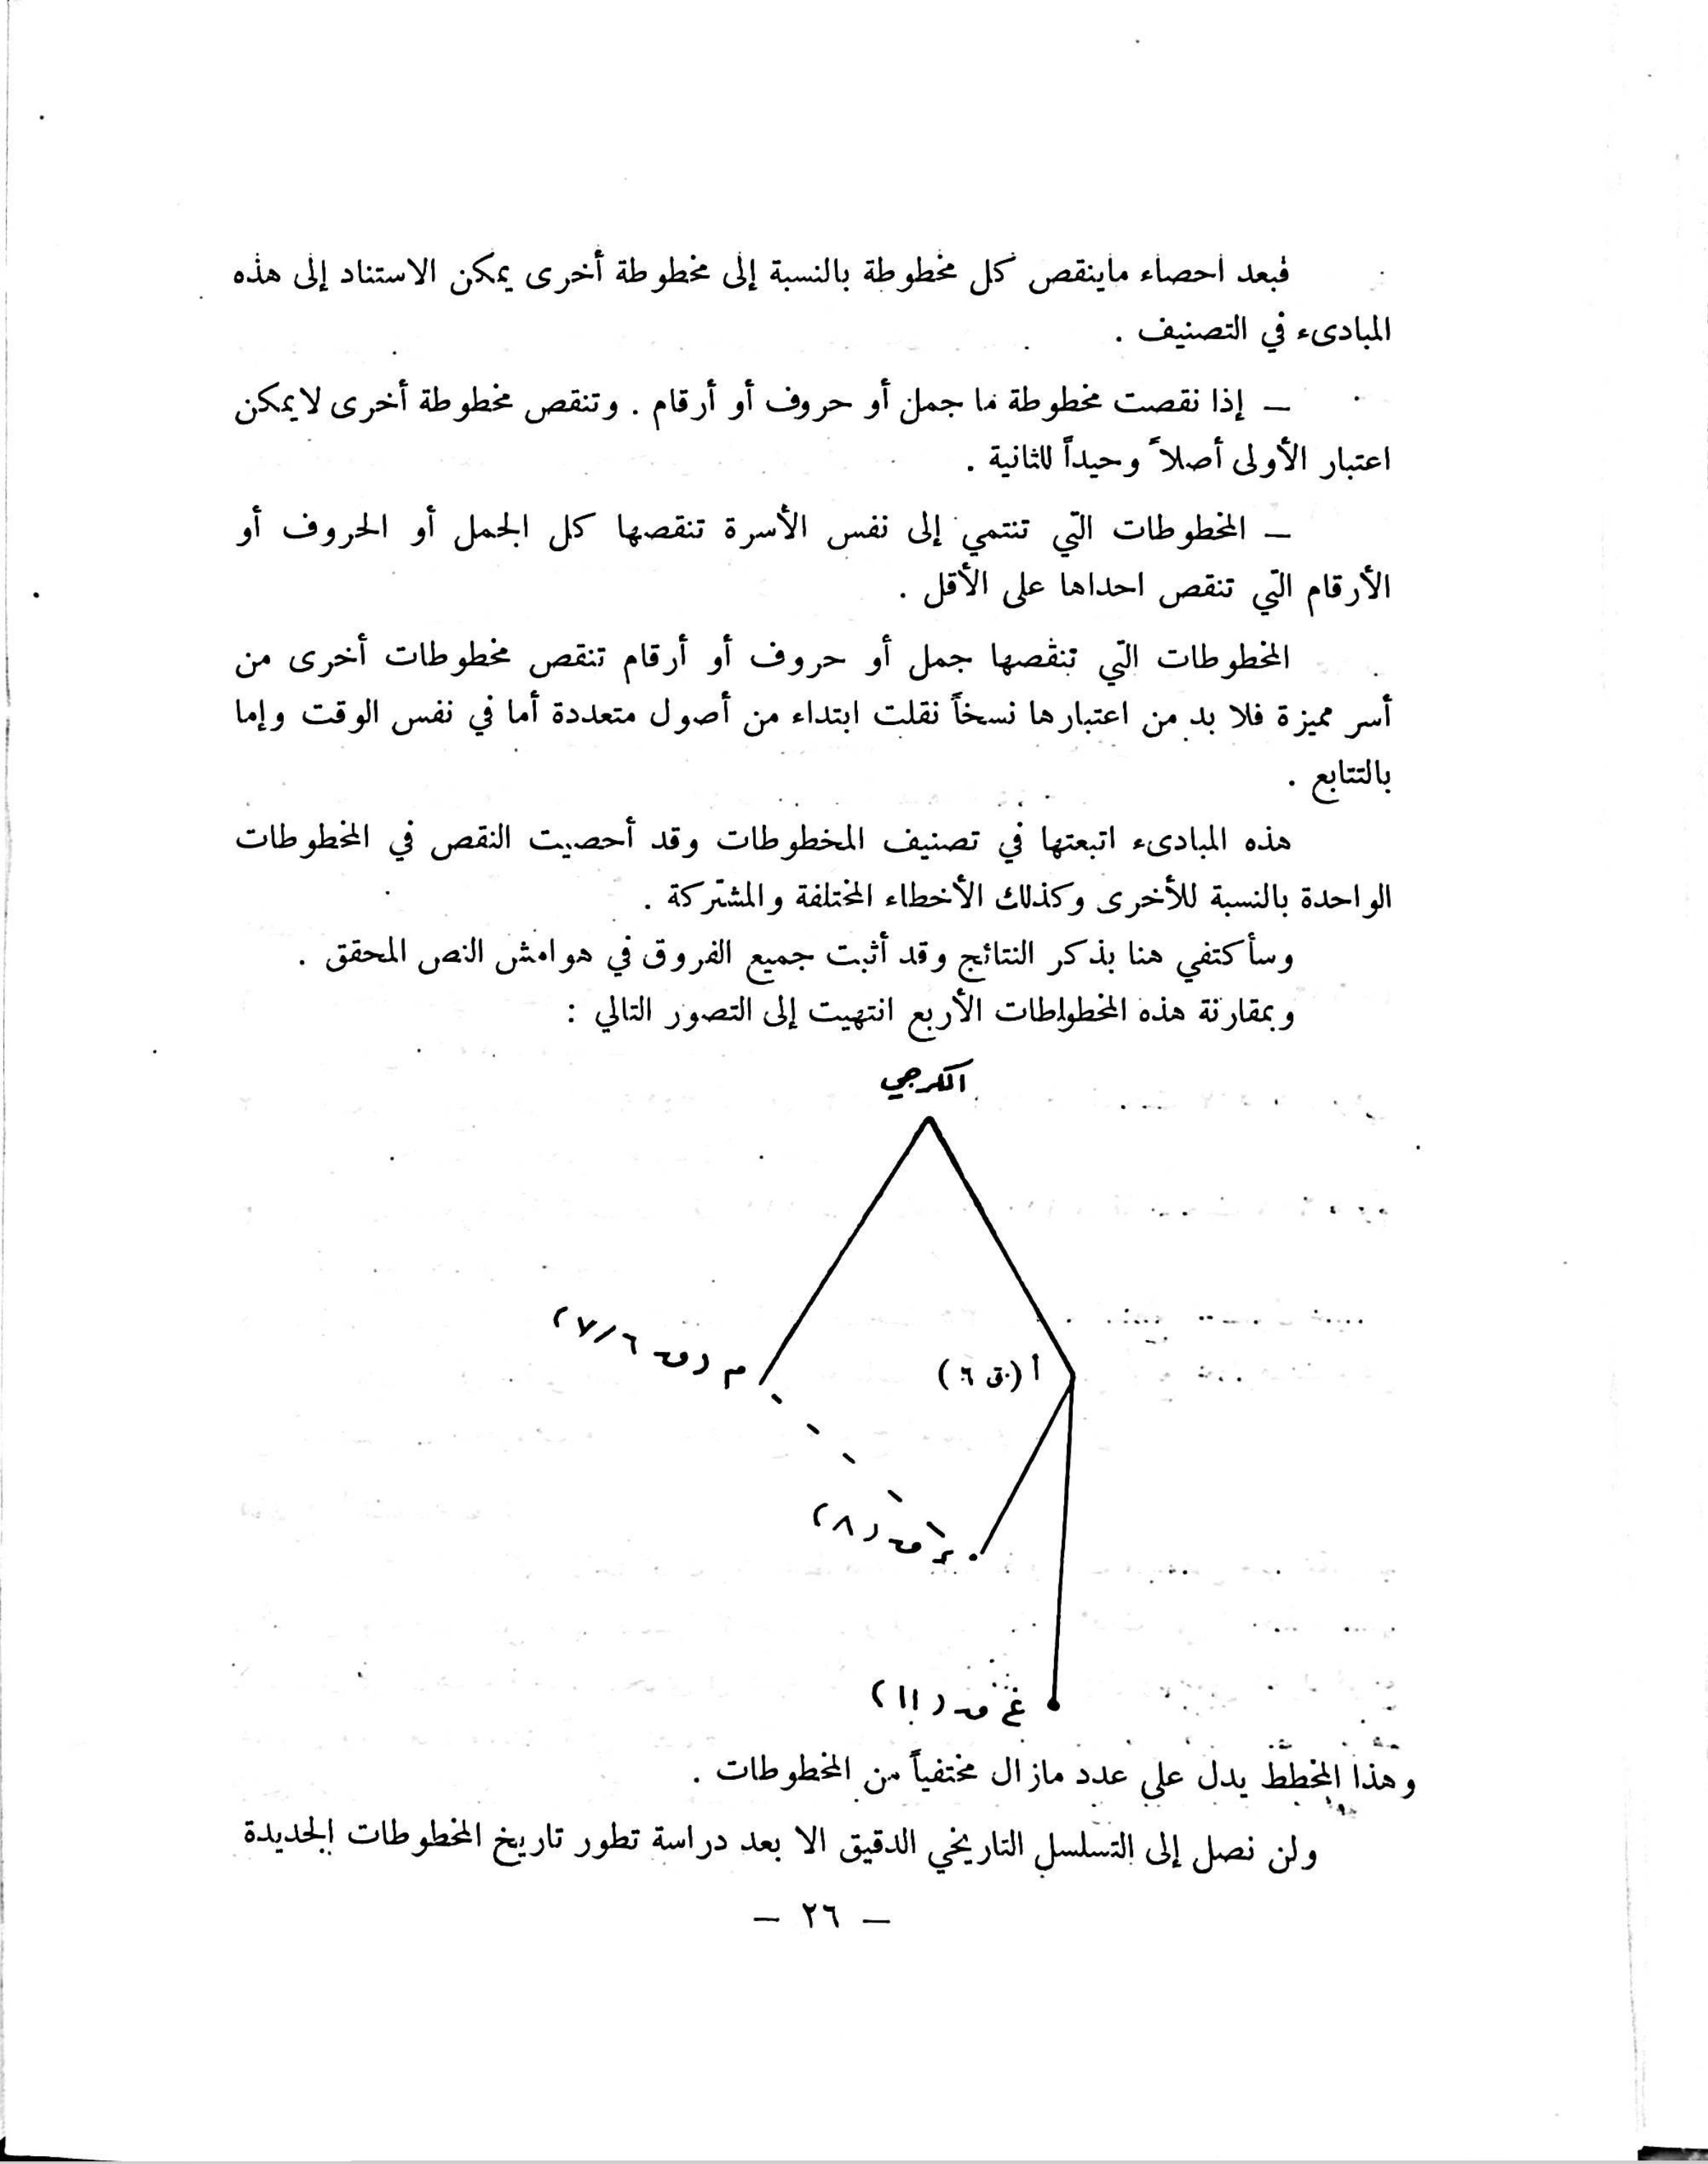 فبعد احصاء ماينقص كل مخطوطة بالنسبة إلى مخطوطة أخرى يمكن الاستناد إلى هذه
المبادىء في التصنيف .
– إذا نقصت مخطوطة ما جمل أو حروف أو أرقام . وتنقص مخطوطة أخرى لايمكن
اعتبار الأولى أصلاً وحيداً للثانية .
– المخطوطات التي تنتمي إلى نفس الأسرة تنقصها كل الجمل أو الحروف أو
الأرقام التي تنقص احداها على الأقل .
المخطوطات التي تنقصها جمل أو حروف أو أرقام تنقص مخطوطات أخرى من
أسر مميزة فلا بد من اعتبارها نسخاً نقلت ابتداء من أصول متعددة أما في نفس الوقت وإما
بالتتابع .
هذه المبادىء اتبعتها في تصنيف المخطوطات وقد أحصيت النقص في المخطوطات
الواحدة بالنسبة للأخرى وكذلك الأخطاء المختلفة والمشتركة .
وسأكتفي هنا بذكر النتائج وقد أثبت جميع الفروق في هوامش النص المحقق .
وبمقارنة هذه المخطواطات الأربع انتهيت إلى التصور التالي :
الكرجي
م (ق ٦/٧)
أ (ق ٦)
ق (٨)
غ ق (١١)
وهذا المخطط يدل على عدد مازال مختفياً من المخطوطات .
ولن نصل إلى التسلسل التاريخي الدقيق الا بعد دراسة تطور تاريخ المخطوطات الجديدة
– ٢٦ –